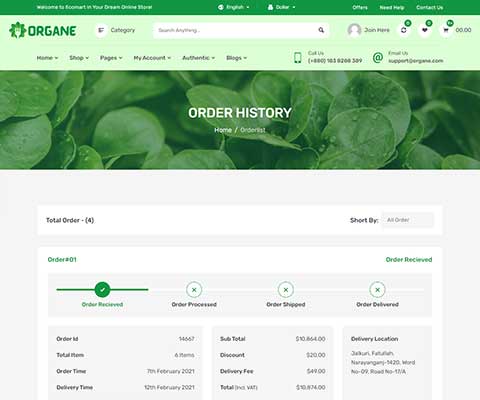 Welcome to Ecomart in Your Dream Online Store! English Dollar Offers Need Help Contact Us
ORGANE Category Search Anything... Join Here 0 0 9+ 00.00
Home Shop Pages My Account Authentic Blogs Call Us (+880) 183 8288 389 Email Us support@organe.com
ORDER HISTORY
Home / Orderlist
Total Order - (4) Short By: All Order
Order#01 Order Recieved
Order Recieved Order Processed Order Shipped Order Delivered
Order Id 14667
Total Item 6 Items
Order Time 7th February 2021
Delivery Time 12th February 2021
Sub Total $10,864.00
Discount $20.00
Delivery Fee $49.00
Total (Incl. VAT) $10,874.00
Delivery Location
Jalkuri, Fatullah,
Narayanganj-1420, Word
No-09, Road No-17/A